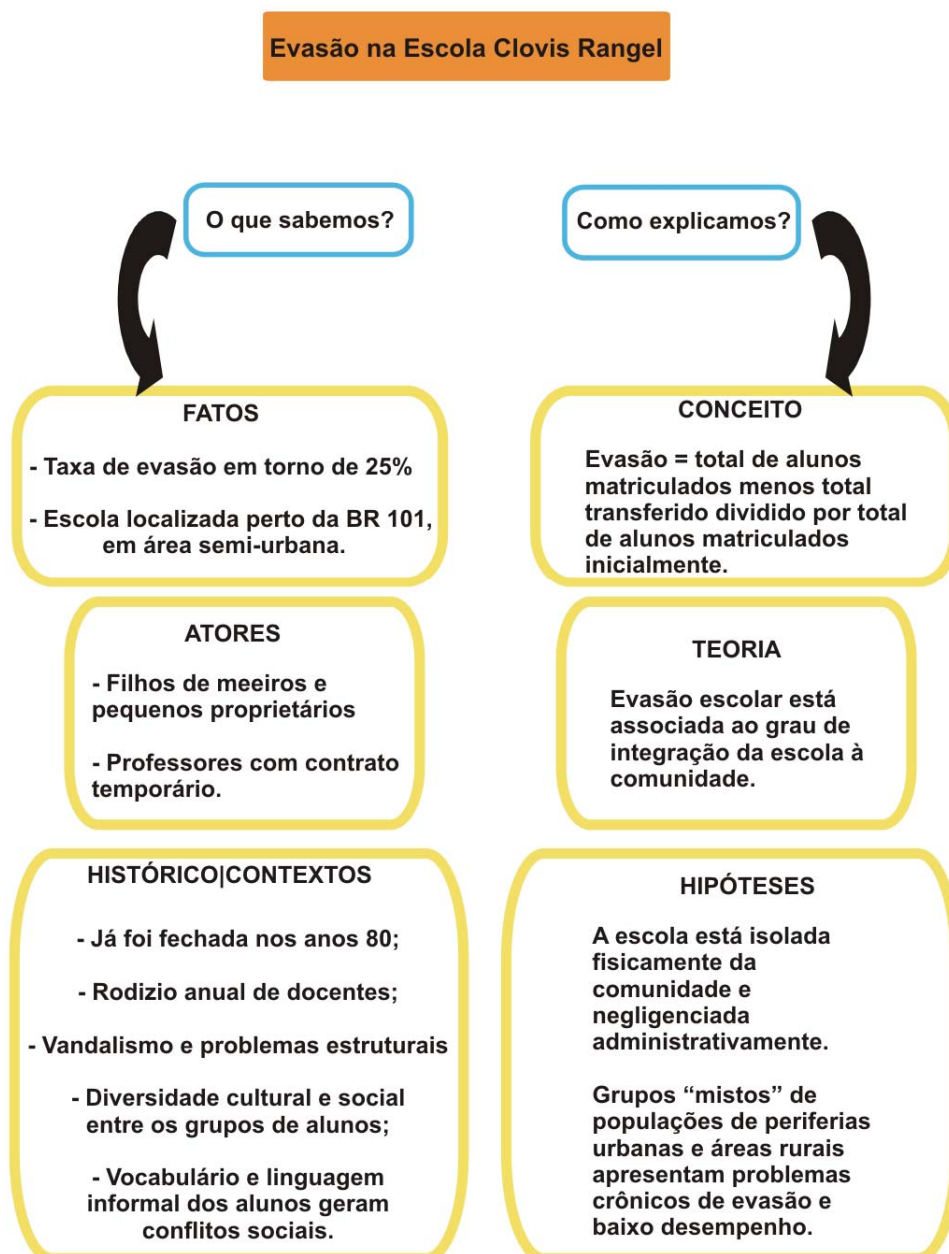 Evasão na Escola Clovis Rangel
O que sabemos?
FATOS
- Taxa de evasão em torno de 25%
- Escola localizada perto da BR 101,
em área semi-urbana.
ATORES
- Filhos de meeiros e
pequenos proprietários
- Professores com contrato
temporário.
HISTÓRICO|CONTEXTOS
- Já foi fechada nos anos 80;
- Rodizio anual de docentes;
- Vandalismo e problemas estruturais
- Diversidade cultural e social
entre os grupos de alunos;
- Vocabulário e linguagem
informal dos alunos geram
conflitos sociais.
Como explicamos?
CONCEITO
Evasão = total de alunos
matriculados menos total
transferido dividido por total
de alunos matriculados
inicialmente.
TEORIA
Evasão escolar está
associada ao grau de
integração da escola à
comunidade.
HIPÓTESES
A escola está isolada
fisicamente da
comunidade e
negligenciada
administrativamente.
Grupos “mistos” de
populações de periferias
urbanas e áreas rurais
apresentam problemas
crônicos de evasão e
baixo desempenho.